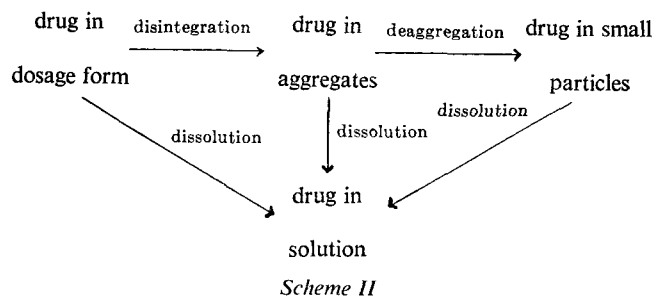 drug in disintegration drug in deaggregation drug in small
dosage form aggregates particles
dissolution dissolution dissolution
drug in
solution
Scheme II